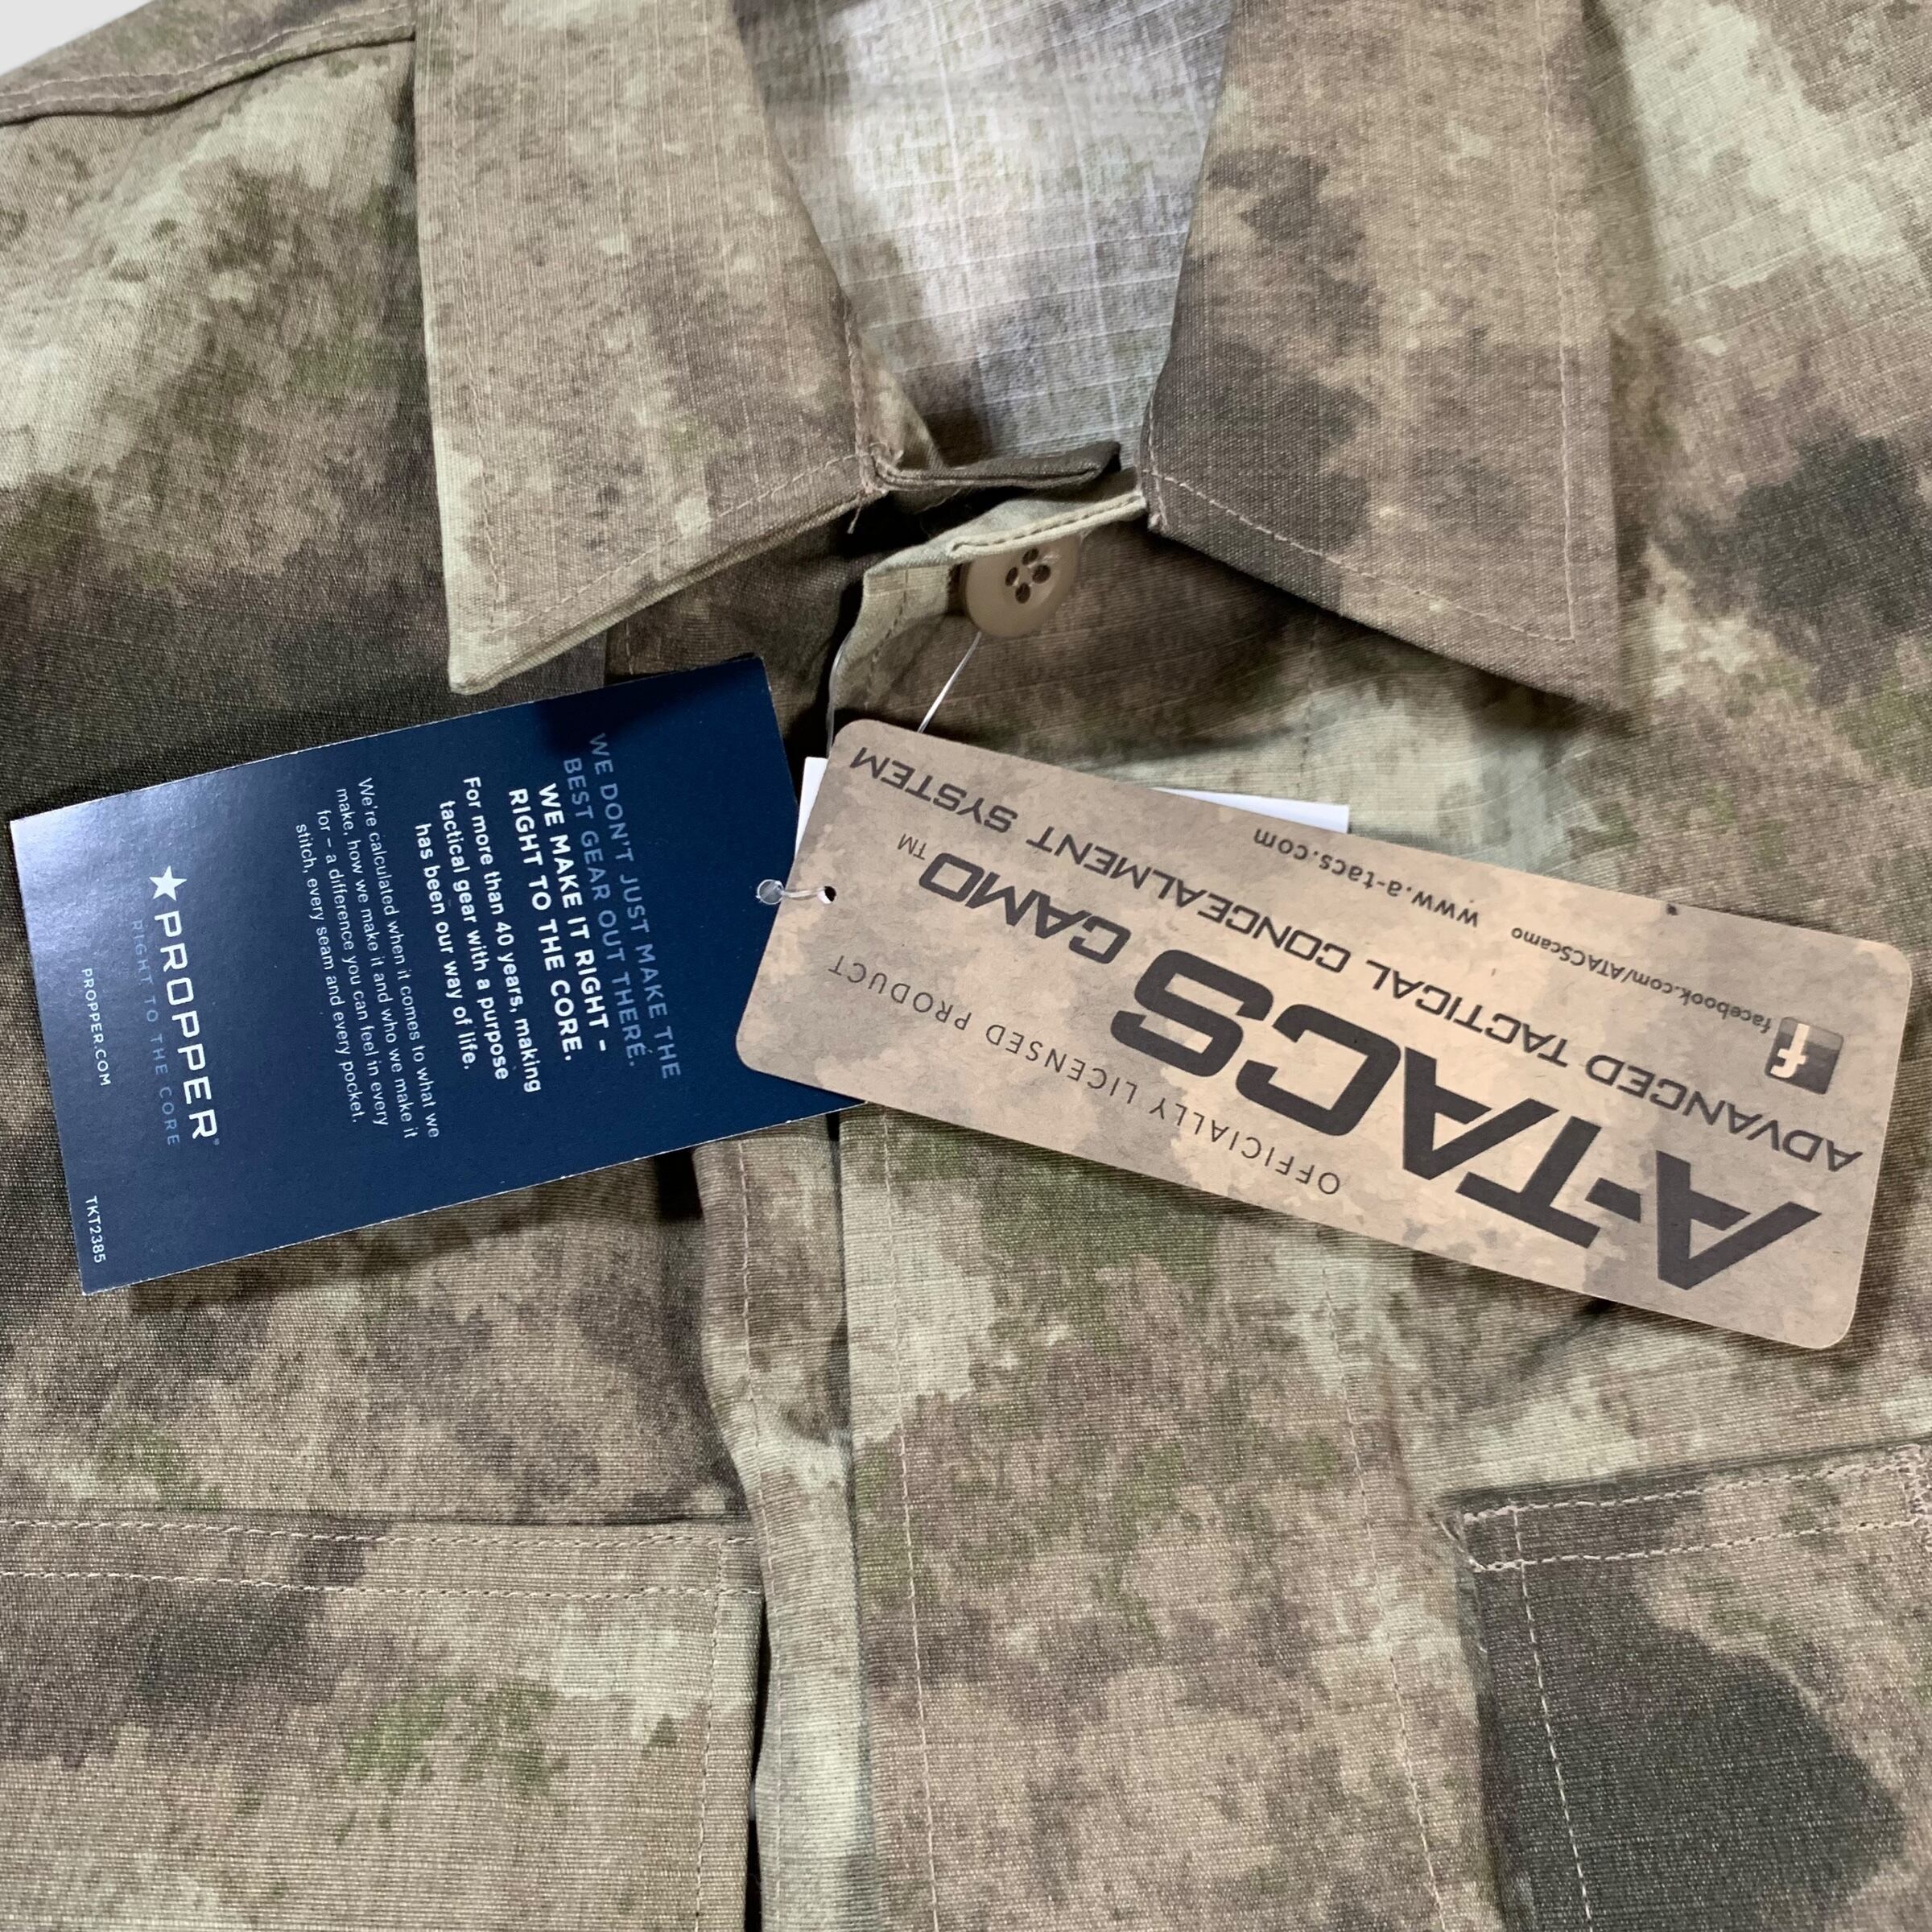 WE DON'T JUST MAKE THE
BEST GEAR OUT THERE.
WE MAKE IT RIGHT –
RIGHT TO THE CORE.
For more than 40 years, making
tactical gear with a purpose
has been our way of life.
We're calculated when it comes to what we
make, how we make it and who we make it
for – a difference you can feel in every
stitch, every seam and every pocket.
PROPPER®
RIGHT TO THE CORE
PROPPER.COM
TKT2385
OFFICIALLY LICENSED PRODUCT
A-TACS CAMO™
ADVANCED TACTICAL CONCEALMENT SYSTEM
f facebook.com/ATACScamo
www.a-tacs.com